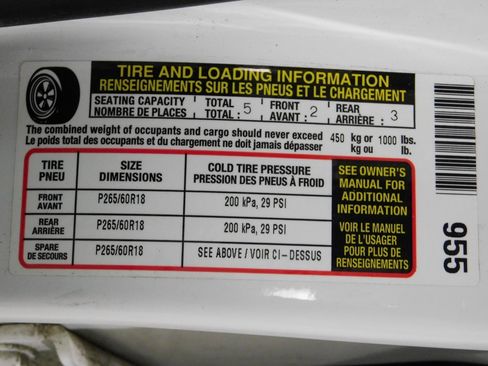 TIRE AND LOADING INFORMATION
RENSEIGNEMENTS SUR LES PNEUS ET LE CHARGEMENT
SEATING CAPACITY TOTAL FRONT REAR
NOMBRE DE PLACES TOTAL : 5 AVANT : 2 ARRIÈRE : 3
The combined weight of occupants and cargo should never exceed 450 kg or 1000 lbs.
Le poids total des occupants et du chargement ne doit jamais dépasser kg ou lb.
TIRE SIZE COLD TIRE PRESSURE
PNEU DIMENSIONS PRESSION DES PNEUS À FROID
FRONT
AVANT P265/60R18 200 kPa, 29 PSI
REAR
ARRIÈRE P265/60R18 200 kPa, 29 PSI
SPARE
DE SECOURS P265/60R18 SEE ABOVE / VOIR CI-DESSUS
SEE OWNER'S
MANUAL FOR
ADDITIONAL
INFORMATION
VOIR LE MANUEL
DE L'USAGER
POUR PLUS DE
RENSEIGNEMENTS
955